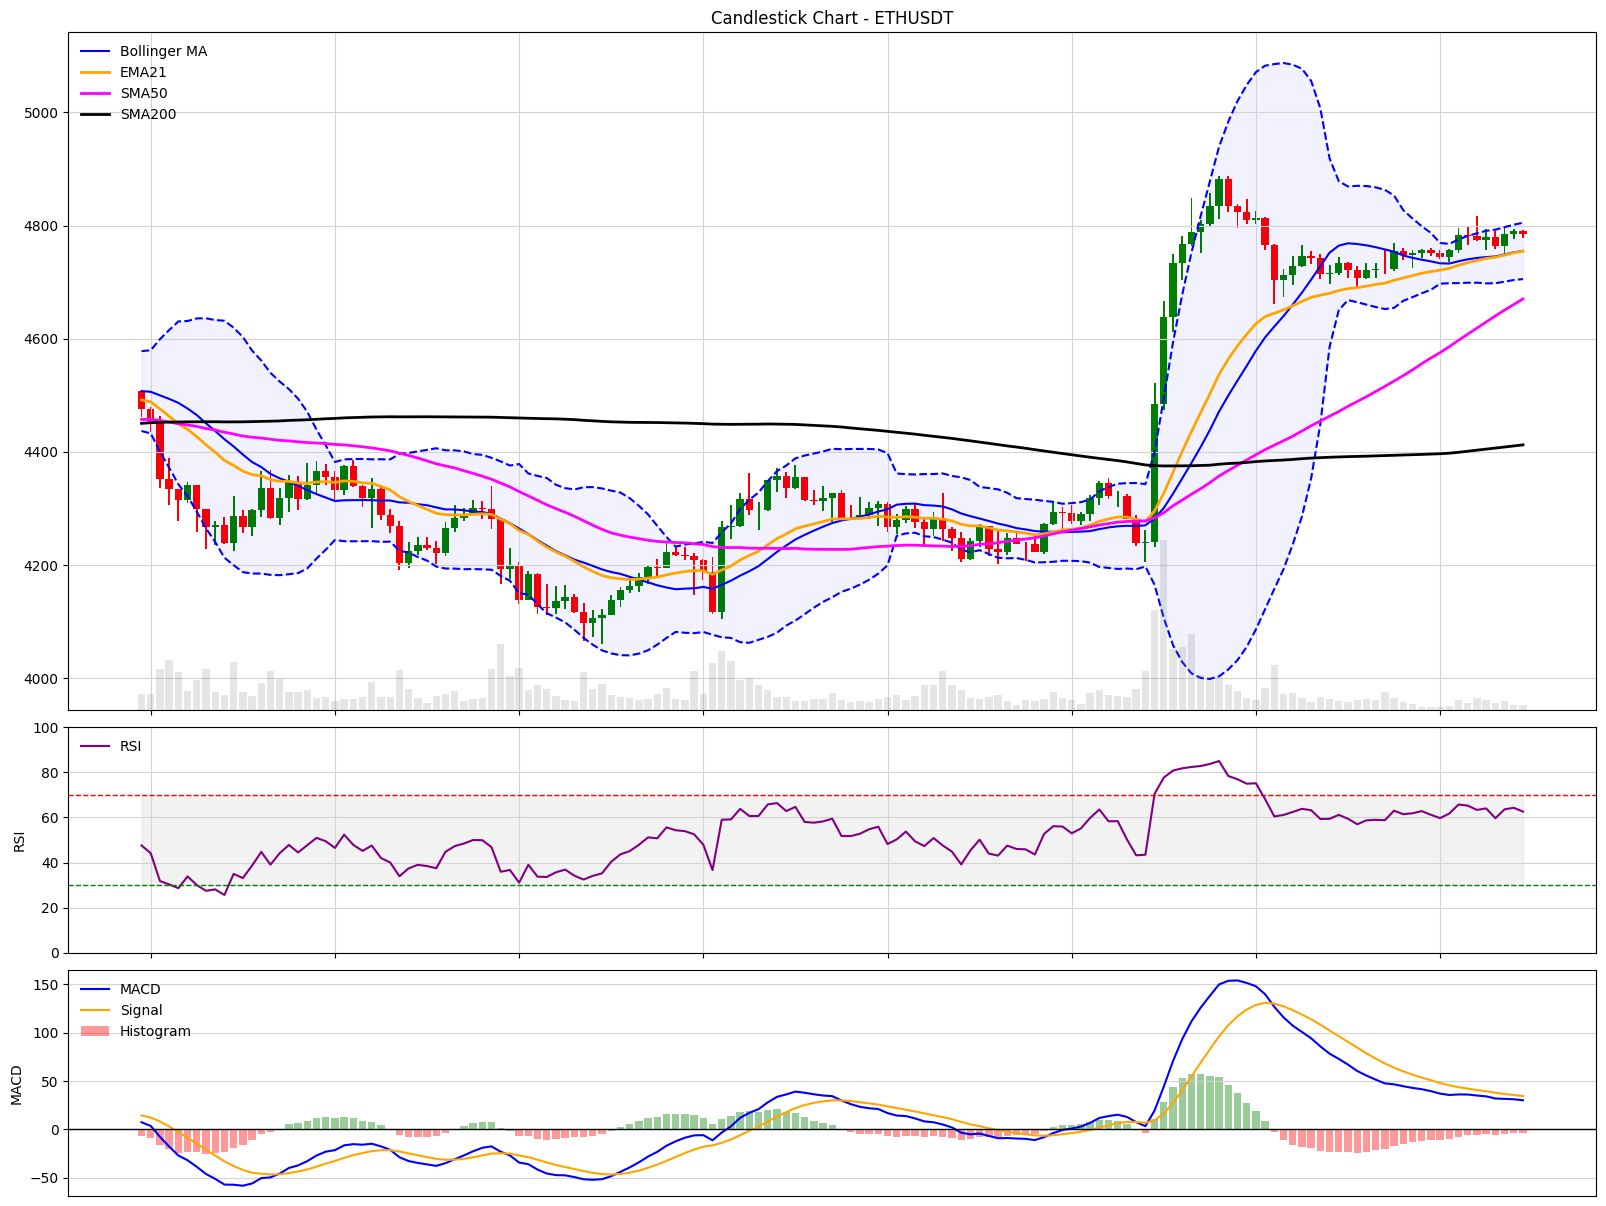 Candlestick Chart - ETHUSDT
Bollinger MA
EMA21
SMA50
SMA200
5000
4800
4600
4400
4200
4000
RSI
100
80
60
40
20
0
RSI
MACD
Signal
Histogram
150
100
50
0
−50
MACD